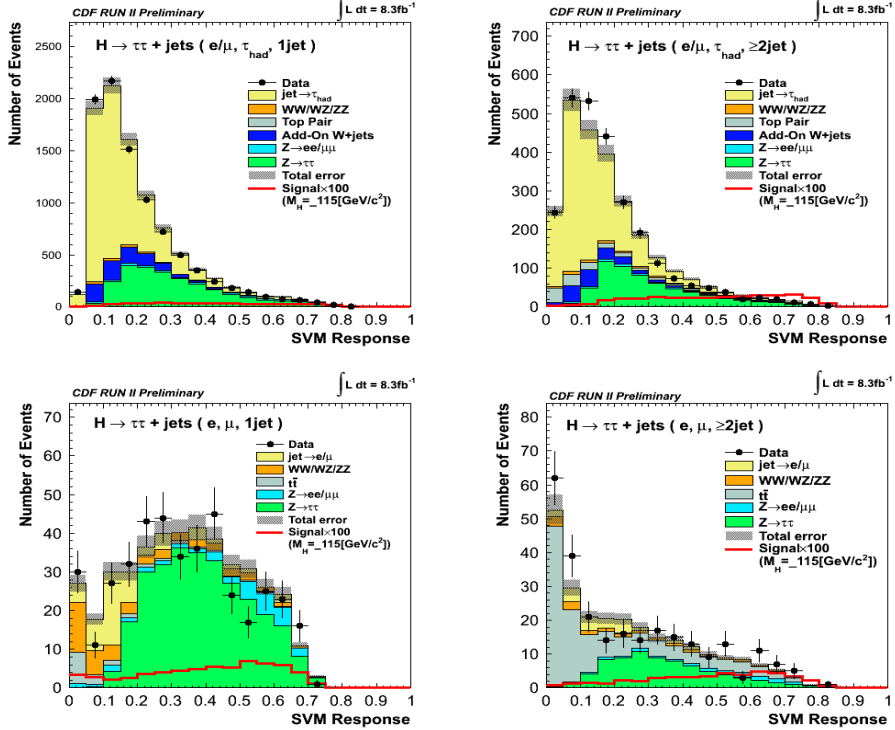 CDF RUN II Preliminary
∫ L dt = 8.3fb⁻¹
H → ττ + jets ( e/μ, τ_had, 1jet )
Number of Events
2500
2000
1500
1000
500
0
Data
jet→τ_had
WW/WZ/ZZ
Top Pair
Add-On W+jets
Z→ee/μμ
Z→ττ
Total error
Signal×100
(M_H=_115[GeV/c²])
0 0.1 0.2 0.3 0.4 0.5 0.6 0.7 0.8 0.9 1
SVM Response
CDF RUN II Preliminary
∫ L dt = 8.3fb⁻¹
H → ττ + jets ( e/μ, τ_had, ≥2jet )
Number of Events
700
600
500
400
300
200
100
0
Data
jet→τ_had
WW/WZ/ZZ
Top Pair
Add-On W+jets
Z→ee/μμ
Z→ττ
Total error
Signal×100
(M_H=_115[GeV/c²])
0 0.1 0.2 0.3 0.4 0.5 0.6 0.7 0.8 0.9 1
SVM Response
CDF RUN II Preliminary
∫ L dt = 8.3fb⁻¹
H → ττ + jets ( e, μ, 1jet )
Number of Events
70
60
50
40
30
20
10
0
Data
jet→e/μ
WW/WZ/ZZ
tt̄
Z→ee/μμ
Z→ττ
Total error
Signal×100
(M_H=_115[GeV/c²])
0 0.1 0.2 0.3 0.4 0.5 0.6 0.7 0.8 0.9 1
SVM Response
CDF RUN II Preliminary
∫ L dt = 8.3fb⁻¹
H → ττ + jets ( e, μ, ≥2jet )
Number of Events
80
70
60
50
40
30
20
10
0
Data
jet→e/μ
WW/WZ/ZZ
tt̄
Z→ee/μμ
Z→ττ
Total error
Signal×100
(M_H=_115[GeV/c²])
0 0.1 0.2 0.3 0.4 0.5 0.6 0.7 0.8 0.9 1
SVM Response